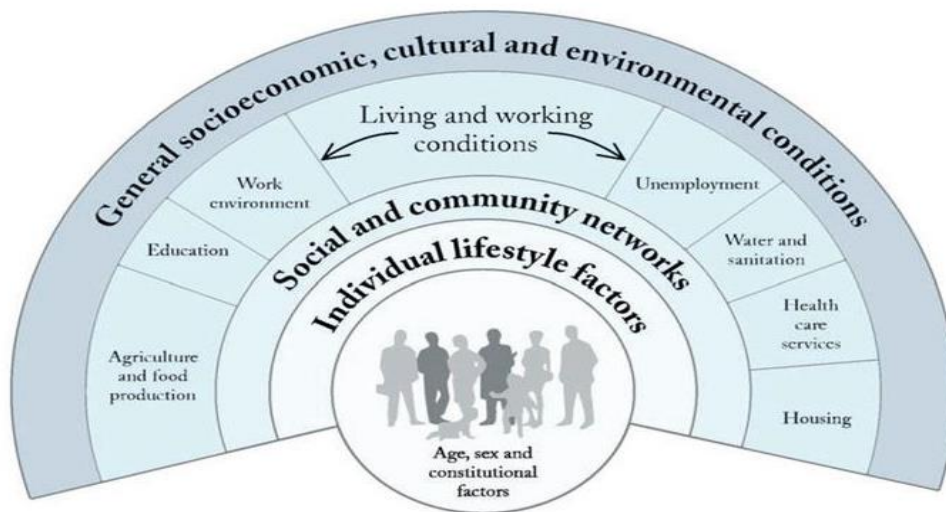 General socioeconomic, cultural and environmental conditions
Living and working
conditions
Work
environment
Unemployment
Education
Water and
sanitation
Agriculture
and food
production
Health
care
services
Housing
Social and community networks
Individual lifestyle factors
Age, sex and
constitutional
factors